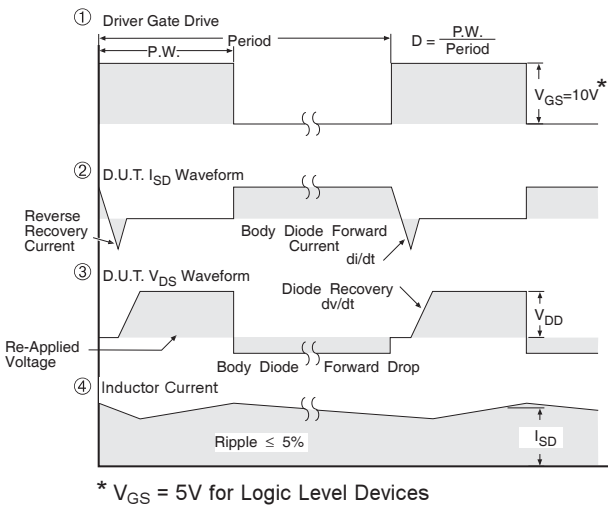 ① Driver Gate Drive
P.W.
Period
D = P.W. / Period
V_GS=10V*
② D.U.T. I_SD Waveform
Reverse
Recovery
Current
Body Diode Forward
Current
di/dt
③ D.U.T. V_DS Waveform
Diode Recovery
dv/dt
V_DD
Re-Applied
Voltage
Body Diode Forward Drop
④ Inductor Current
Ripple ≤ 5%
I_SD
* V_GS = 5V for Logic Level Devices